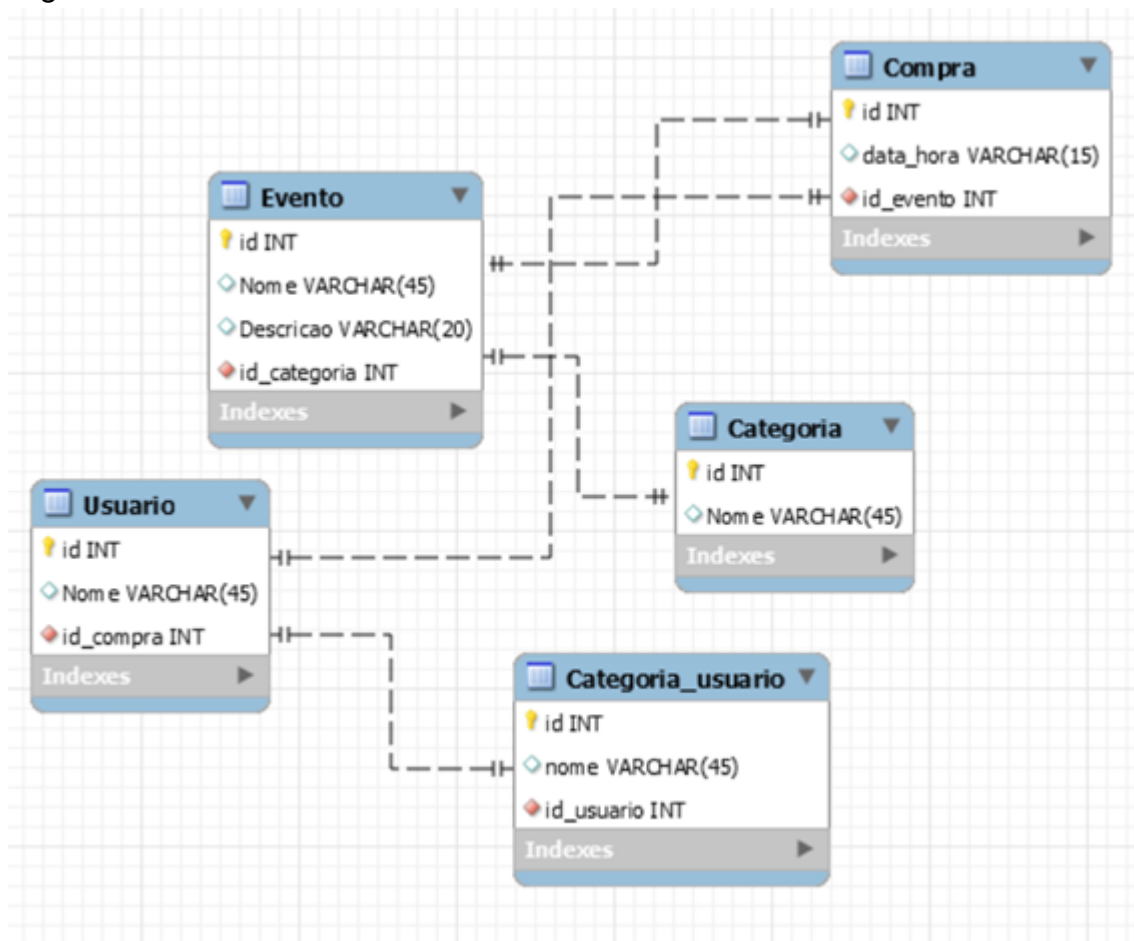 Compra
id INT
data_hora VARCHAR(15)
id_evento INT
Indexes
Evento
id INT
Nome VARCHAR(45)
Descricao VARCHAR(20)
id_categoria INT
Indexes
Categoria
id INT
Nome VARCHAR(45)
Indexes
Usuario
id INT
Nome VARCHAR(45)
id_compra INT
Indexes
Categoria_usuario
id INT
nome VARCHAR(45)
id_usuario INT
Indexes